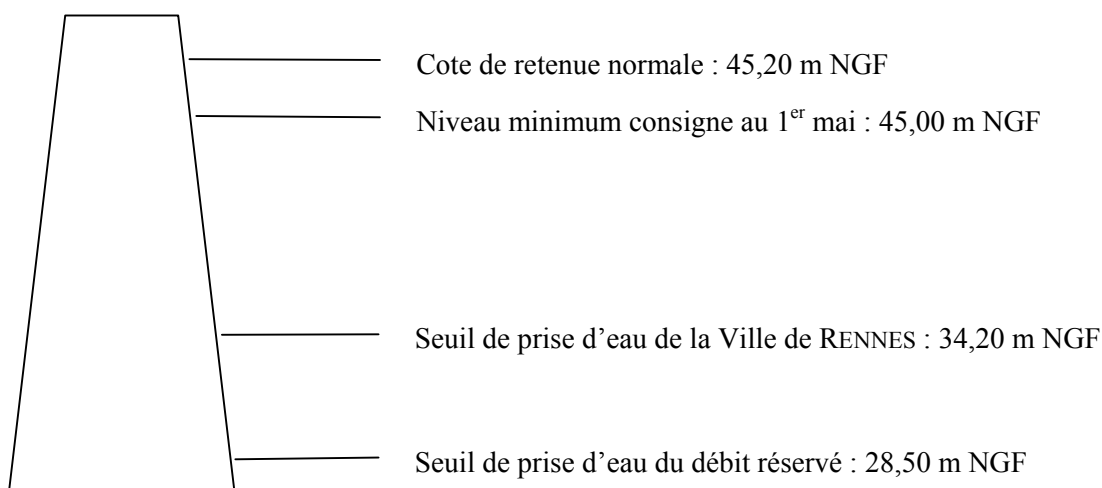 Cote de retenue normale : 45,20 m NGF
Niveau minimum consigne au 1er mai : 45,00 m NGF
Seuil de prise d’eau de la Ville de RENNES : 34,20 m NGF
Seuil de prise d’eau du débit réservé : 28,50 m NGF